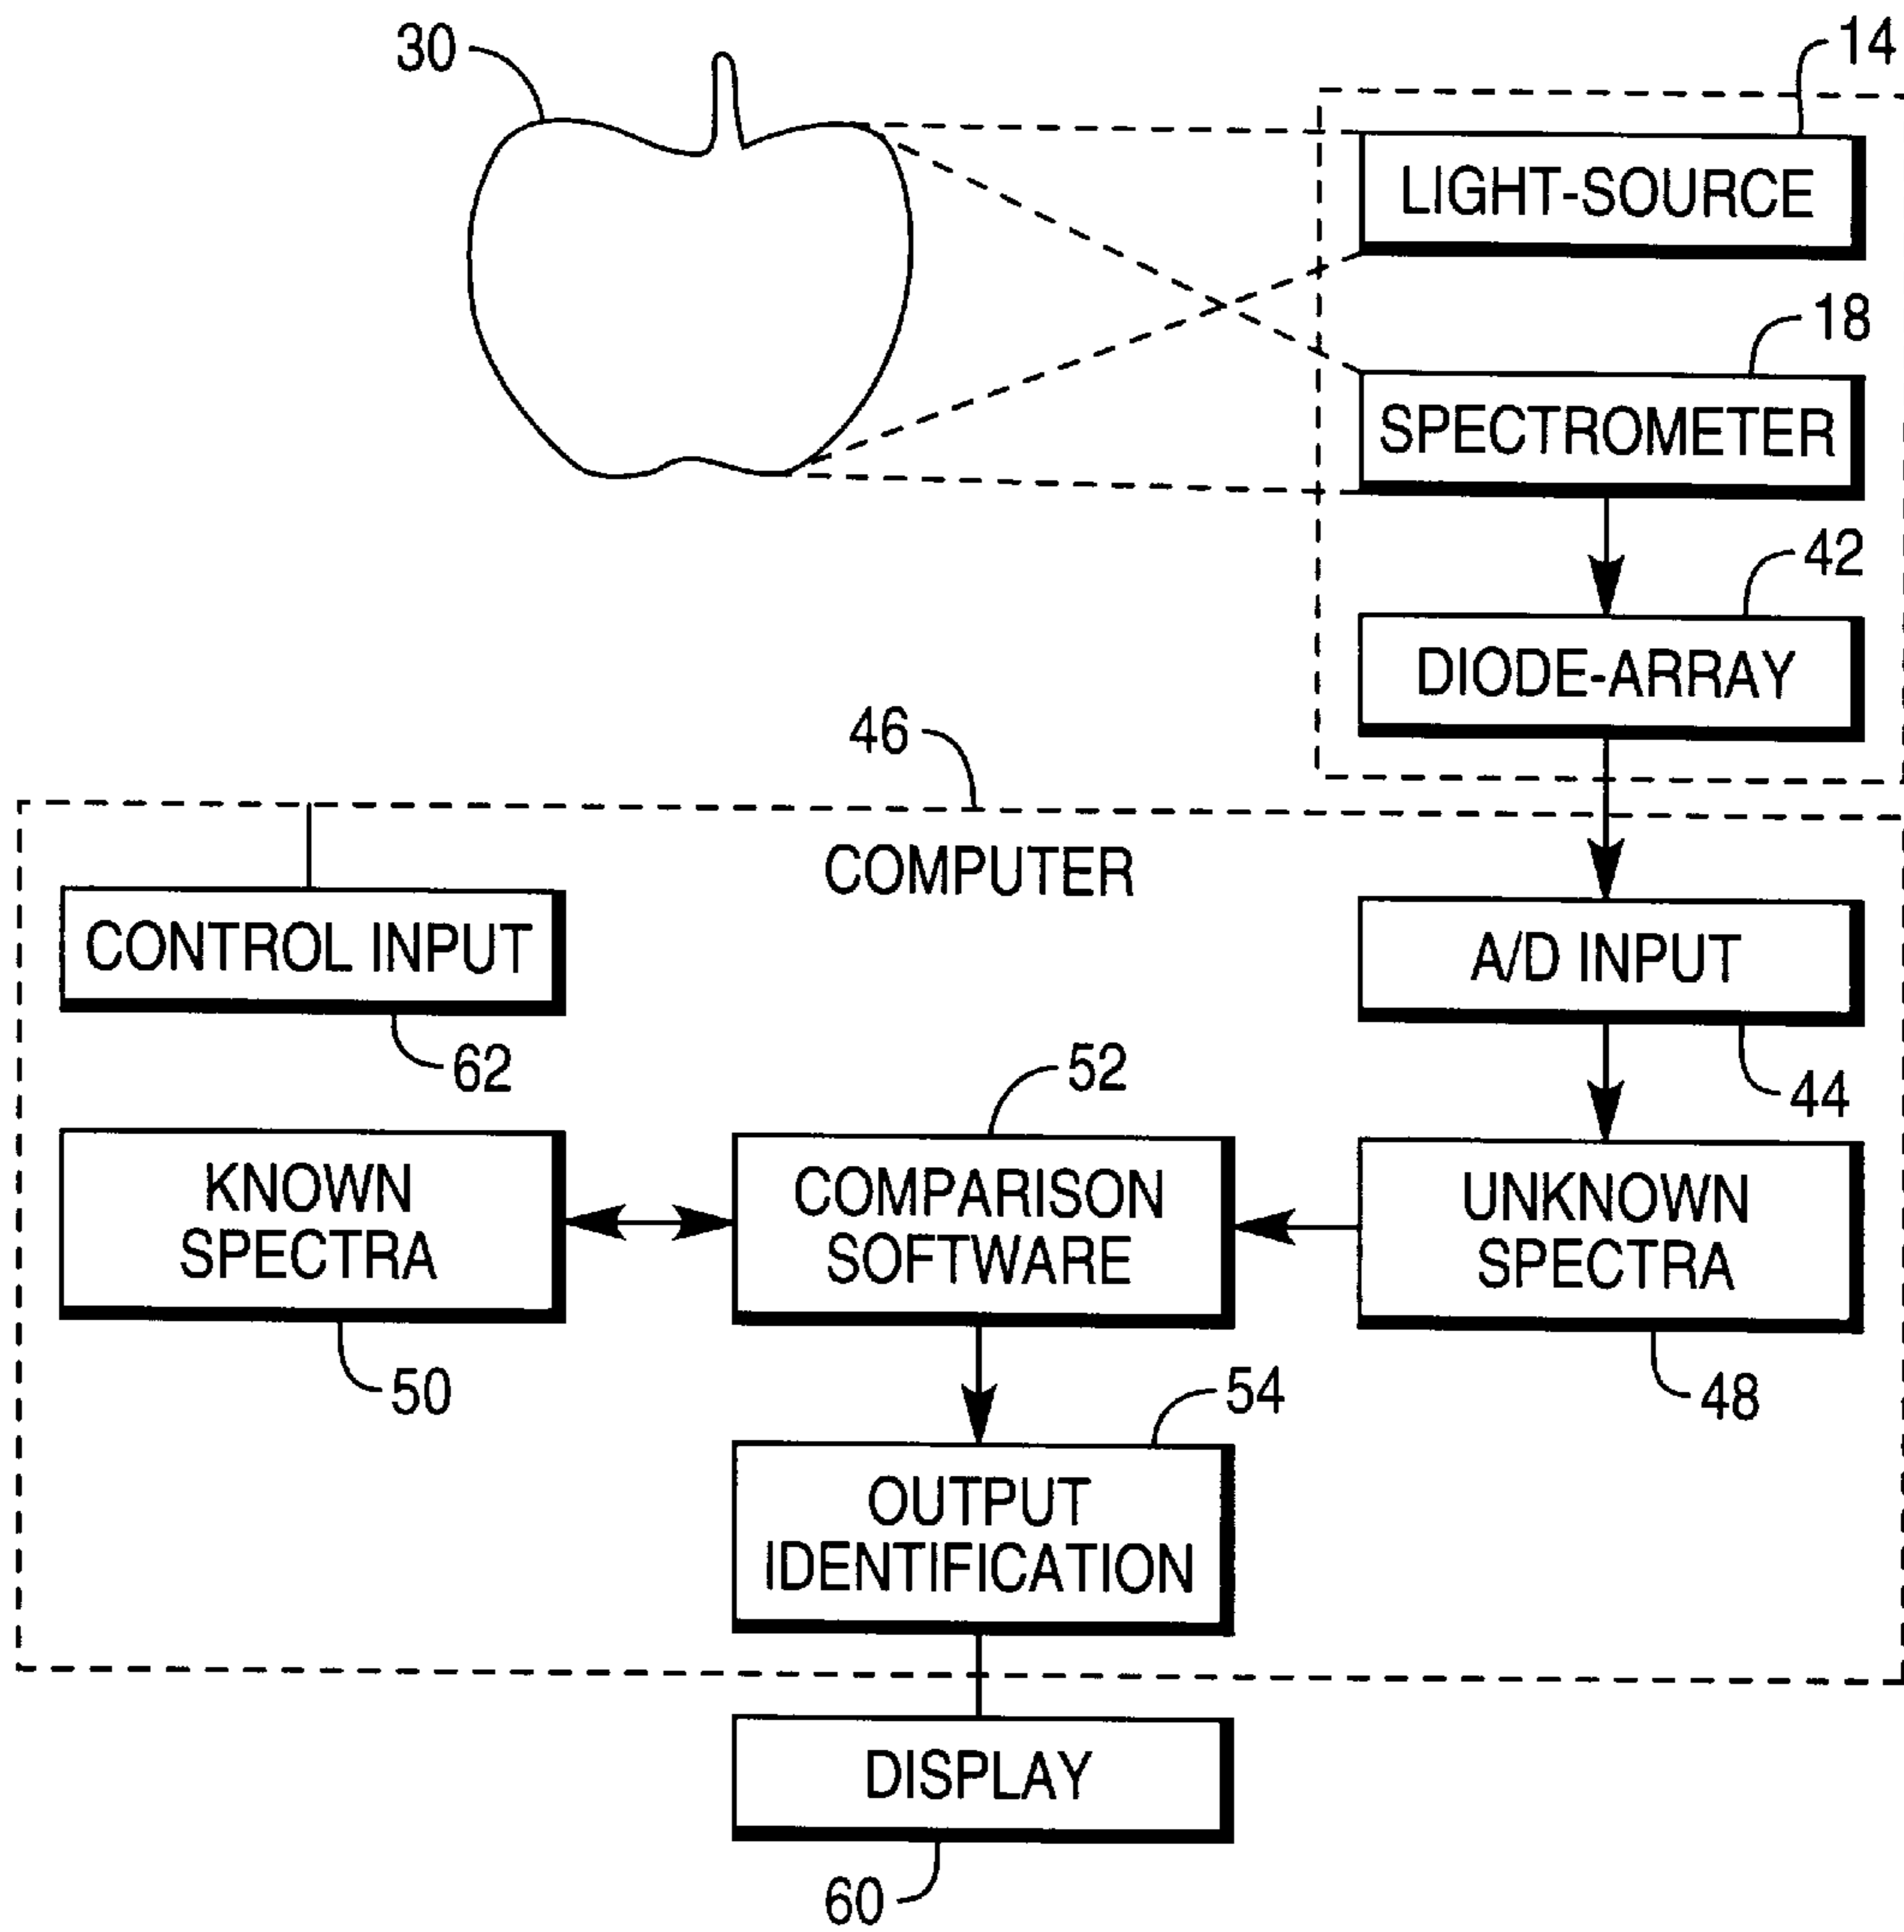 30
14
LIGHT-SOURCE
18
SPECTROMETER
42
DIODE-ARRAY
46
COMPUTER
CONTROL INPUT
62
A/D INPUT
44
52
KNOWN
SPECTRA
50
COMPARISON
SOFTWARE
UNKNOWN
SPECTRA
48
54
OUTPUT
IDENTIFICATION
DISPLAY
60